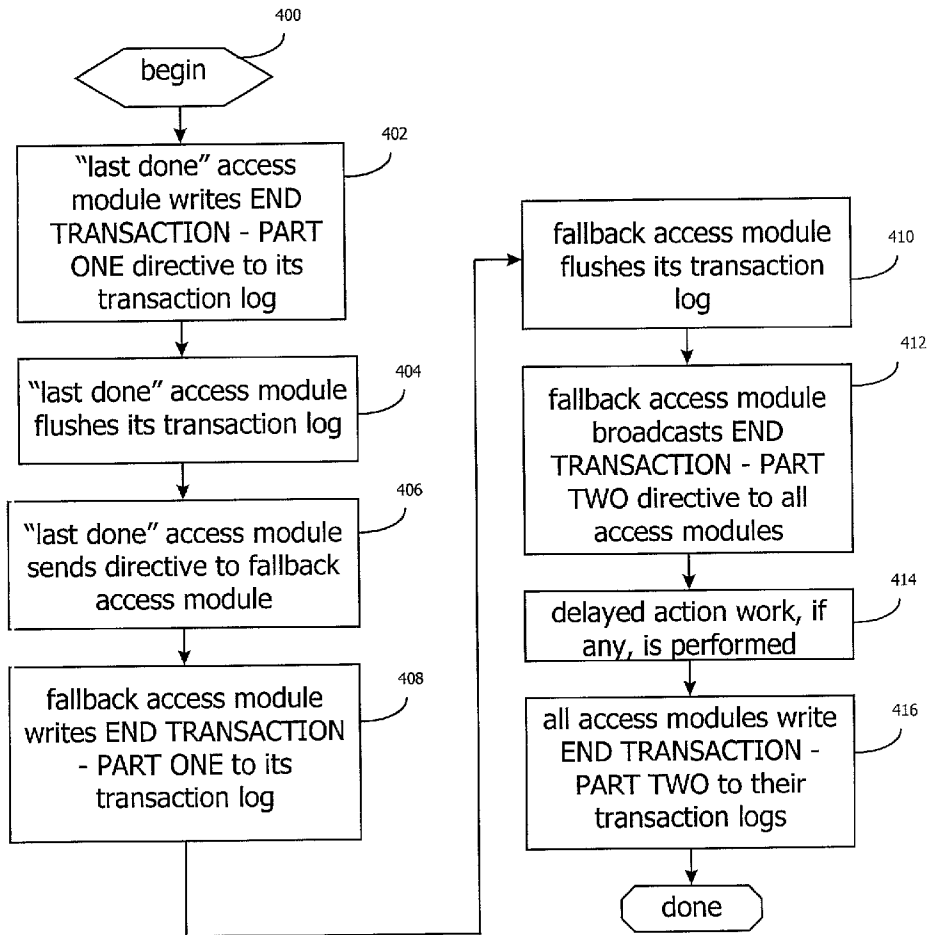 400
begin
402
“last done” access
module writes END
TRANSACTION - PART
ONE directive to its
transaction log
404
“last done” access module
flushes its transaction log
406
“last done” access module
sends directive to fallback
access module
408
fallback access module
writes END TRANSACTION
- PART ONE to its
transaction log
410
fallback access module
flushes its transaction
log
412
fallback access module
broadcasts END
TRANSACTION - PART
TWO directive to all
access modules
414
delayed action work, if
any, is performed
416
all access modules write
END TRANSACTION -
PART TWO to their
transaction logs
done